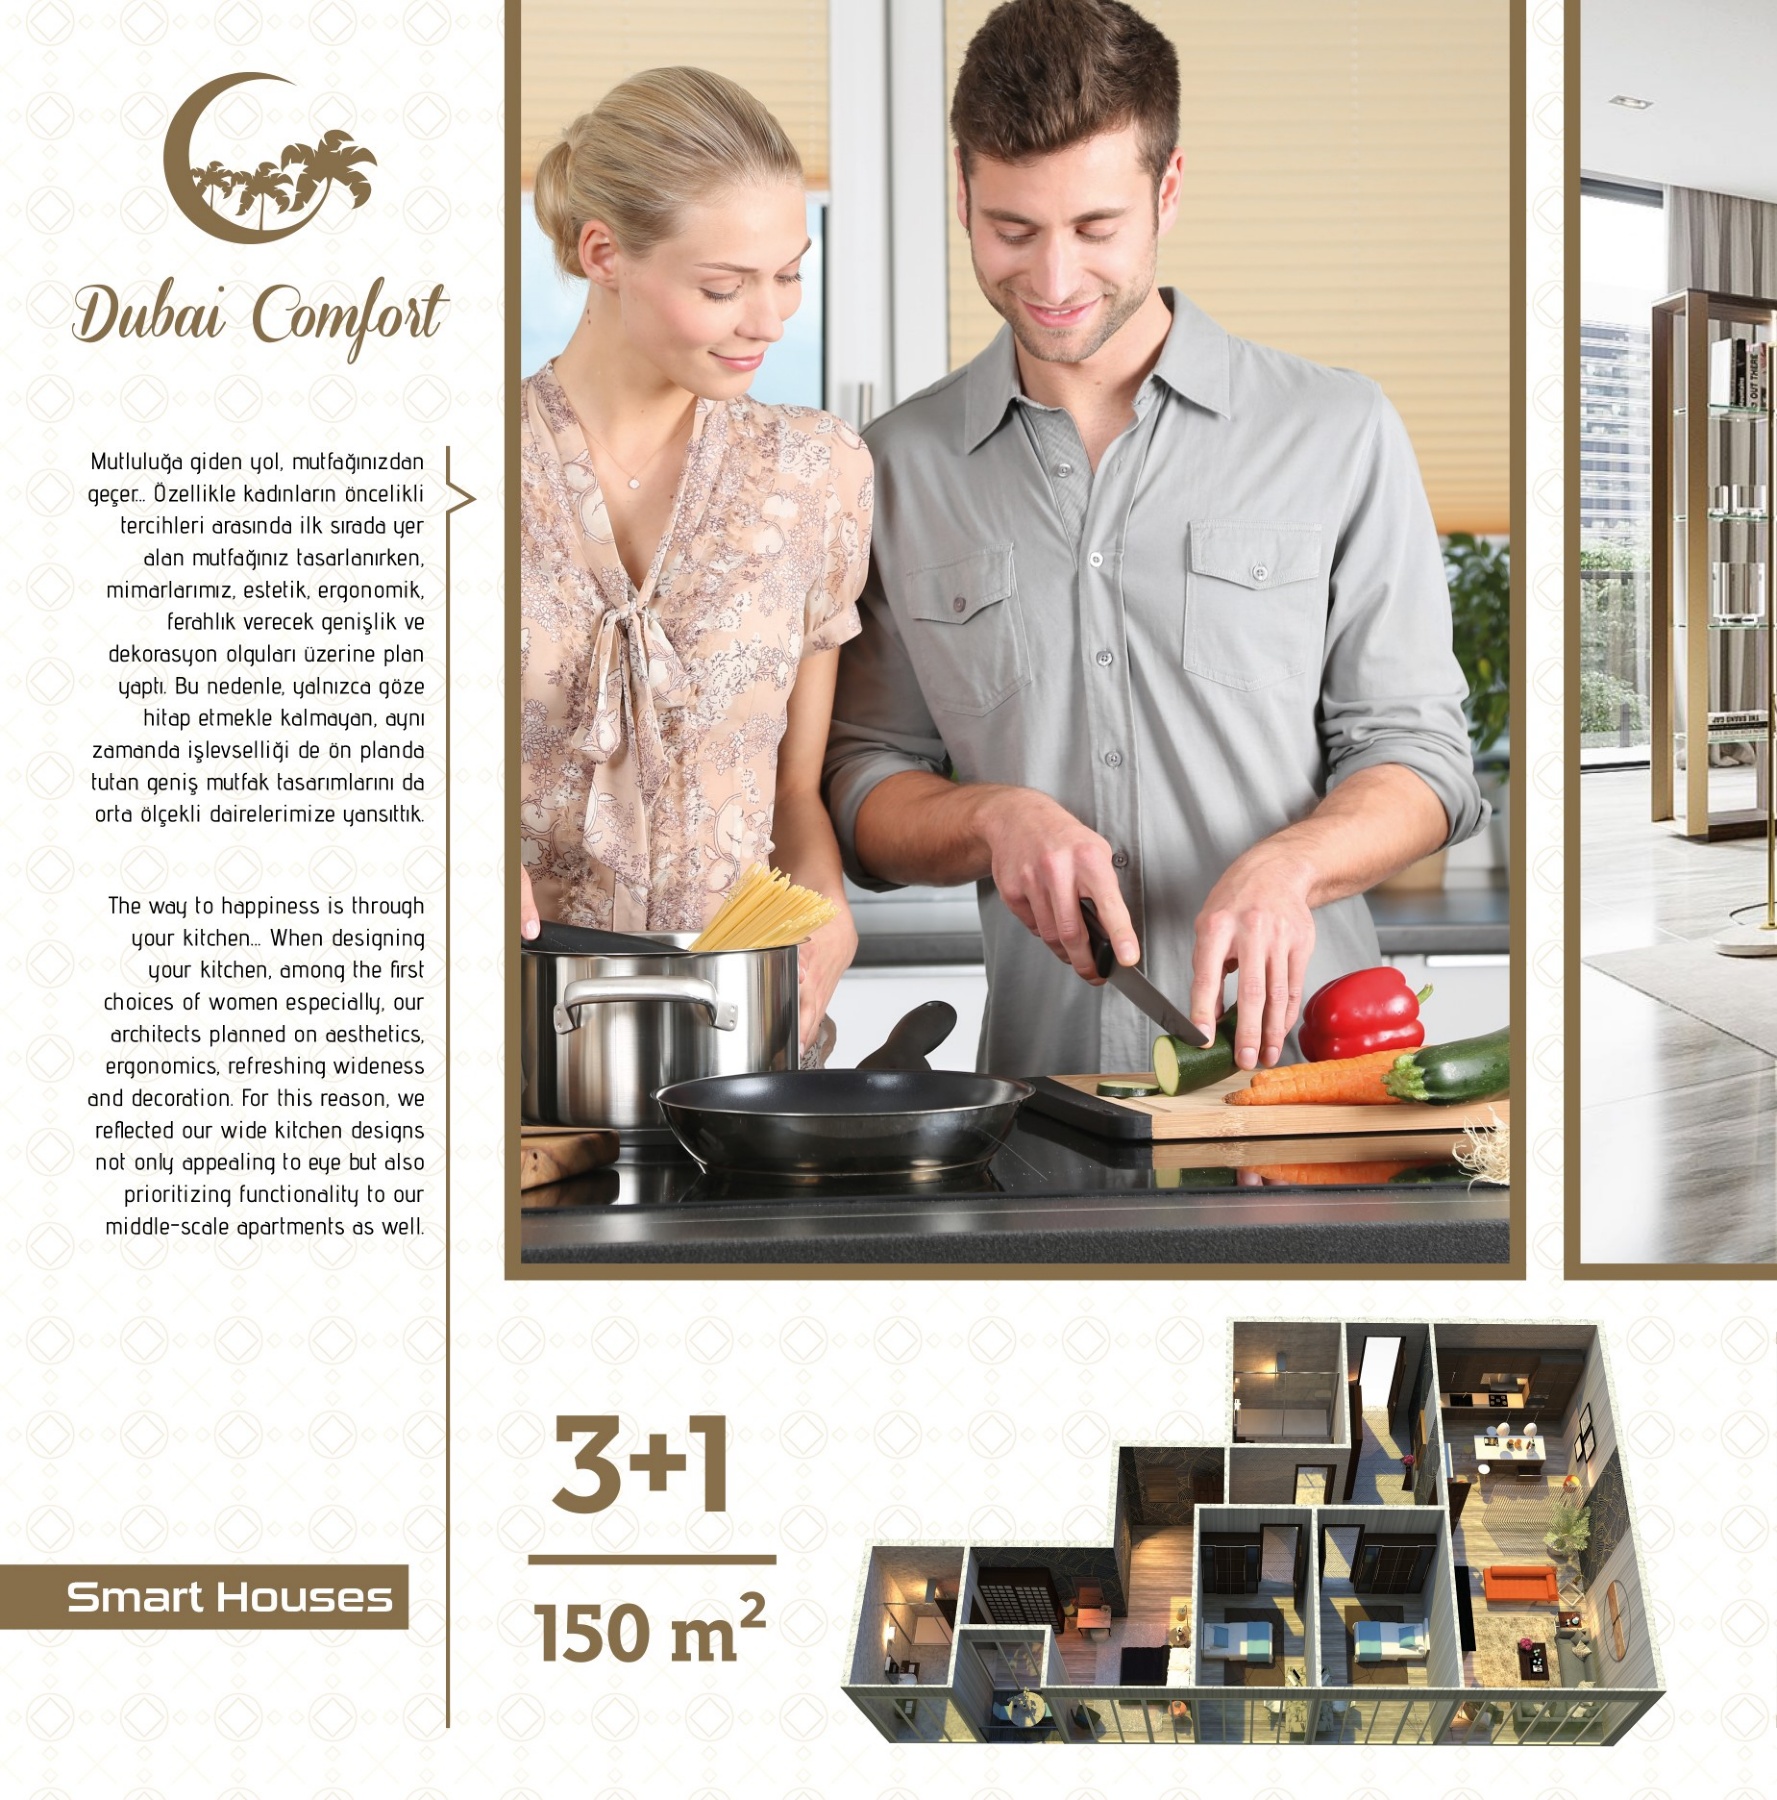 Dubai Comfort
Mutluluğa giden yol, mutfağınızdan
geçer... Özellikle kadınların öncelikli
tercihleri arasında ilk sırada yer
alan mutfağınız tasarlanırken,
mimarlarımız, estetik, ergonomik,
ferahlık verecek genişlik ve
dekorasyon olguları üzerine plan
yaptı. Bu nedenle, yalnızca göze
hitap etmekle kalmayan, aynı
zamanda işlevselliği de ön planda
tutan geniş mutfak tasarımlarını da
orta ölçekli dairelerimize yansıttık.
The way to happiness is through
your kitchen... When designing
your kitchen, among the first
choices of women especially, our
architects planned on aesthetics,
ergonomics, refreshing wideness
and decoration. For this reason, we
reflected our wide kitchen designs
not only appealing to eye but also
prioritizing functionality to our
middle-scale apartments as well.
Smart Houses
3+1
150 m²
OUT THERE